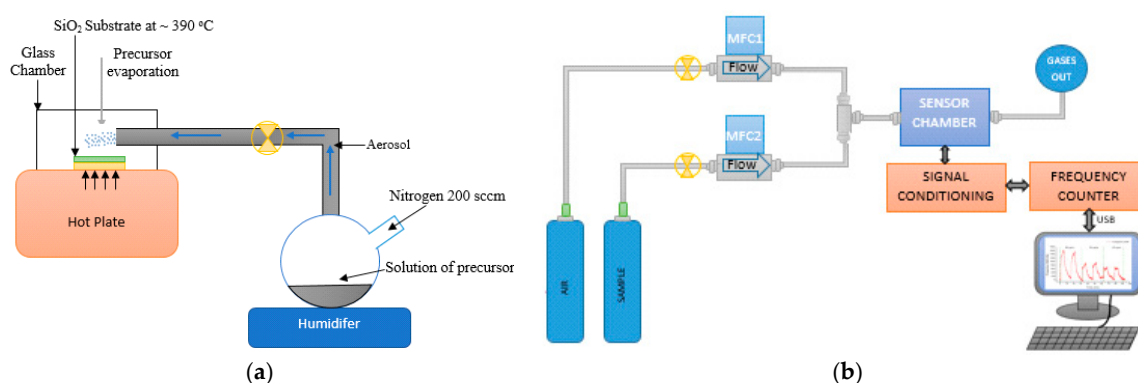 SiO2 Substrate at ~ 390 ºC
Glass
Chamber
Precursor
evaporation
Aerosol
Nitrogen 200 sccm
Hot Plate
Solution of precursor
Humidifer
(a)
MFC1
Flow
MFC2
Flow
GASES
OUT
SENSOR
CHAMBER
SIGNAL
CONDITIONING
FREQUENCY
COUNTER
USB
AIR
SAMPLE
(b)